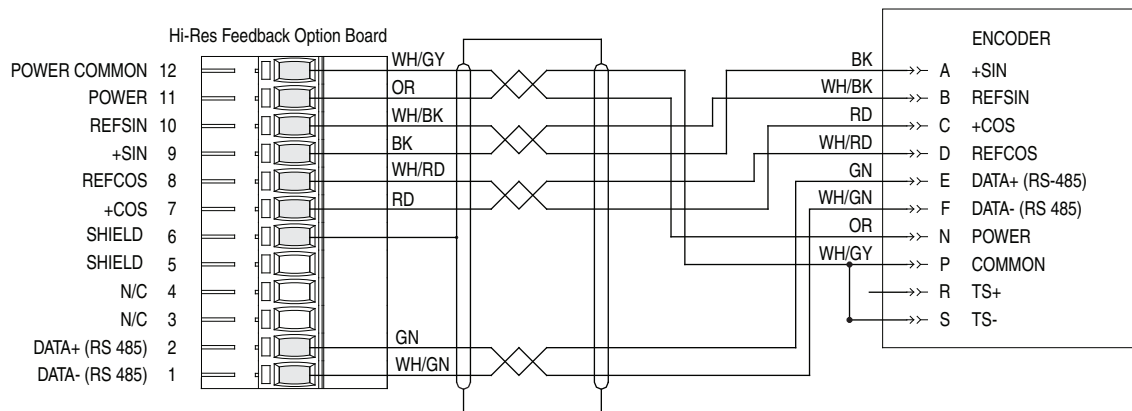 Hi-Res Feedback Option Board
POWER COMMON 12
POWER 11
REFSIN 10
+SIN 9
REFCOS 8
+COS 7
SHIELD 6
SHIELD 5
N/C 4
N/C 3
DATA+ (RS 485) 2
DATA- (RS 485) 1
WH/GY
OR
WH/BK
BK
WH/RD
RD
GN
WH/GN
BK
WH/BK
RD
WH/RD
GN
WH/GN
OR
WH/GY
ENCODER
A +SIN
B REFSIN
C +COS
D REFCOS
E DATA+ (RS-485)
F DATA- (RS 485)
N POWER
P COMMON
R TS+
S TS-